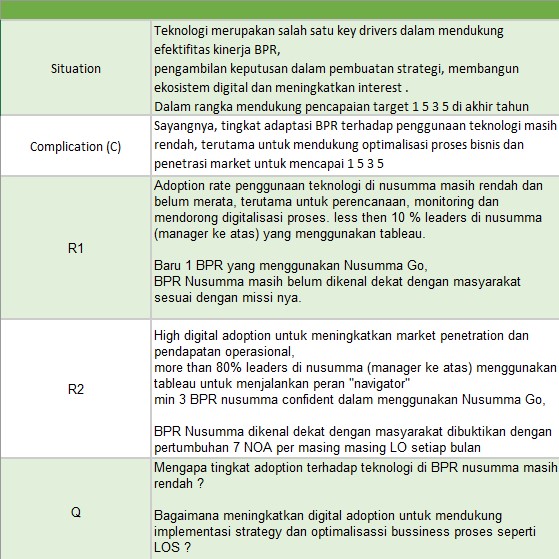 Situation
Teknologi merupakan salah satu key drivers dalam mendukung
efektifitas kinerja BPR,
pengambilan keputusan dalam pembuatan strategi, membangun
ekosistem digital dan meningkatkan interest .
Dalam rangka mendukung pencapaian target 1 5 3 5 di akhir tahun
Complication (C)
Sayangnya, tingkat adaptasi BPR terhadap penggunaan teknologi masih
rendah, terutama untuk mendukung optimalisasi proses bisnis dan
penetrasi market untuk mencapai 1 5 3 5
R1
Adoption rate penggunaan teknologi di nusumma masih rendah dan
belum merata, terutama untuk perencanaan, monitoring dan
mendorong digitalisasi proses. less then 10 % leaders di nusumma
(manager ke atas) yang menggunakan tableau.
Baru 1 BPR yang menggunakan Nusumma Go,
BPR Nusumma masih belum dikenal dekat dengan masyarakat
sesuai dengan missi nya.
R2
High digital adoption untuk meningkatkan market penetration dan
pendapatan operasional,
more than 80% leaders di nusumma (manager ke atas) menggunakan
tableau untuk menjalankan peran "navigator"
min 3 BPR nusumma confident dalam menggunakan Nusumma Go,
BPR Nusumma dikenal dekat dengan masyarakat dibuktikan dengan
pertumbuhan 7 NOA per masing masing LO setiap bulan
Q
Mengapa tingkat adoption terhadap teknologi di BPR nusumma masih
rendah ?
Bagaimana meningkatkan digital adoption untuk mendukung
implementasi strategy dan optimalisassi bussiness proses seperti
LOS ?